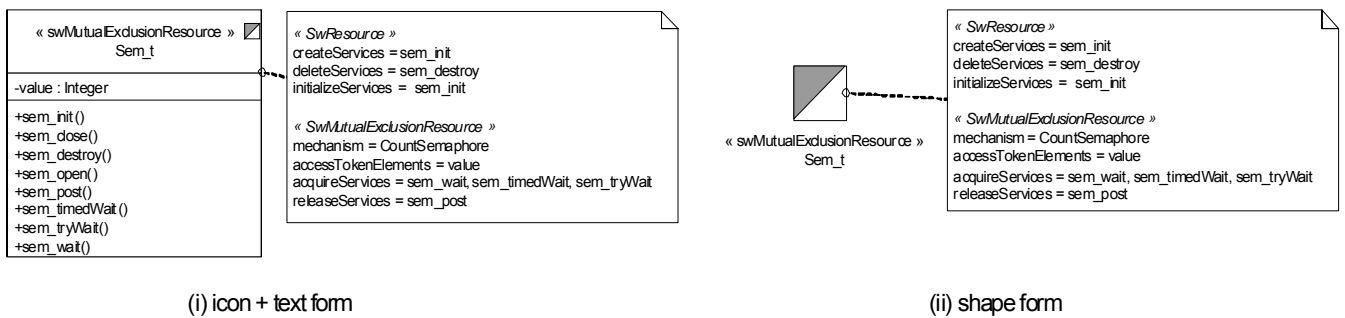 « swMutualExclusionResource »
Sem_t
-value : Integer
+sem_init()
+sem_close()
+sem_destroy()
+sem_open()
+sem_post()
+sem_timedWait()
+sem_tryWait()
+sem_wait()
« SwResource »
createServices = sem_init
deleteServices = sem_destroy
initializeServices = sem_init
« SwMutualExclusionResource »
mechanism = CountSemaphore
accessTokenElements = value
acquireServices = sem_wait, sem_timedWait, sem_tryWait
releaseServices = sem_post
(i) icon + text form
« swMutualExclusionResource »
Sem_t
« SwResource »
createServices = sem_init
deleteServices = sem_destroy
initializeServices = sem_init
« SwMutualExclusionResource »
mechanism = CountSemaphore
accessTokenElements = value
acquireServices = sem_wait, sem_timedWait, sem_tryWait
releaseServices = sem_post
(ii) shape form